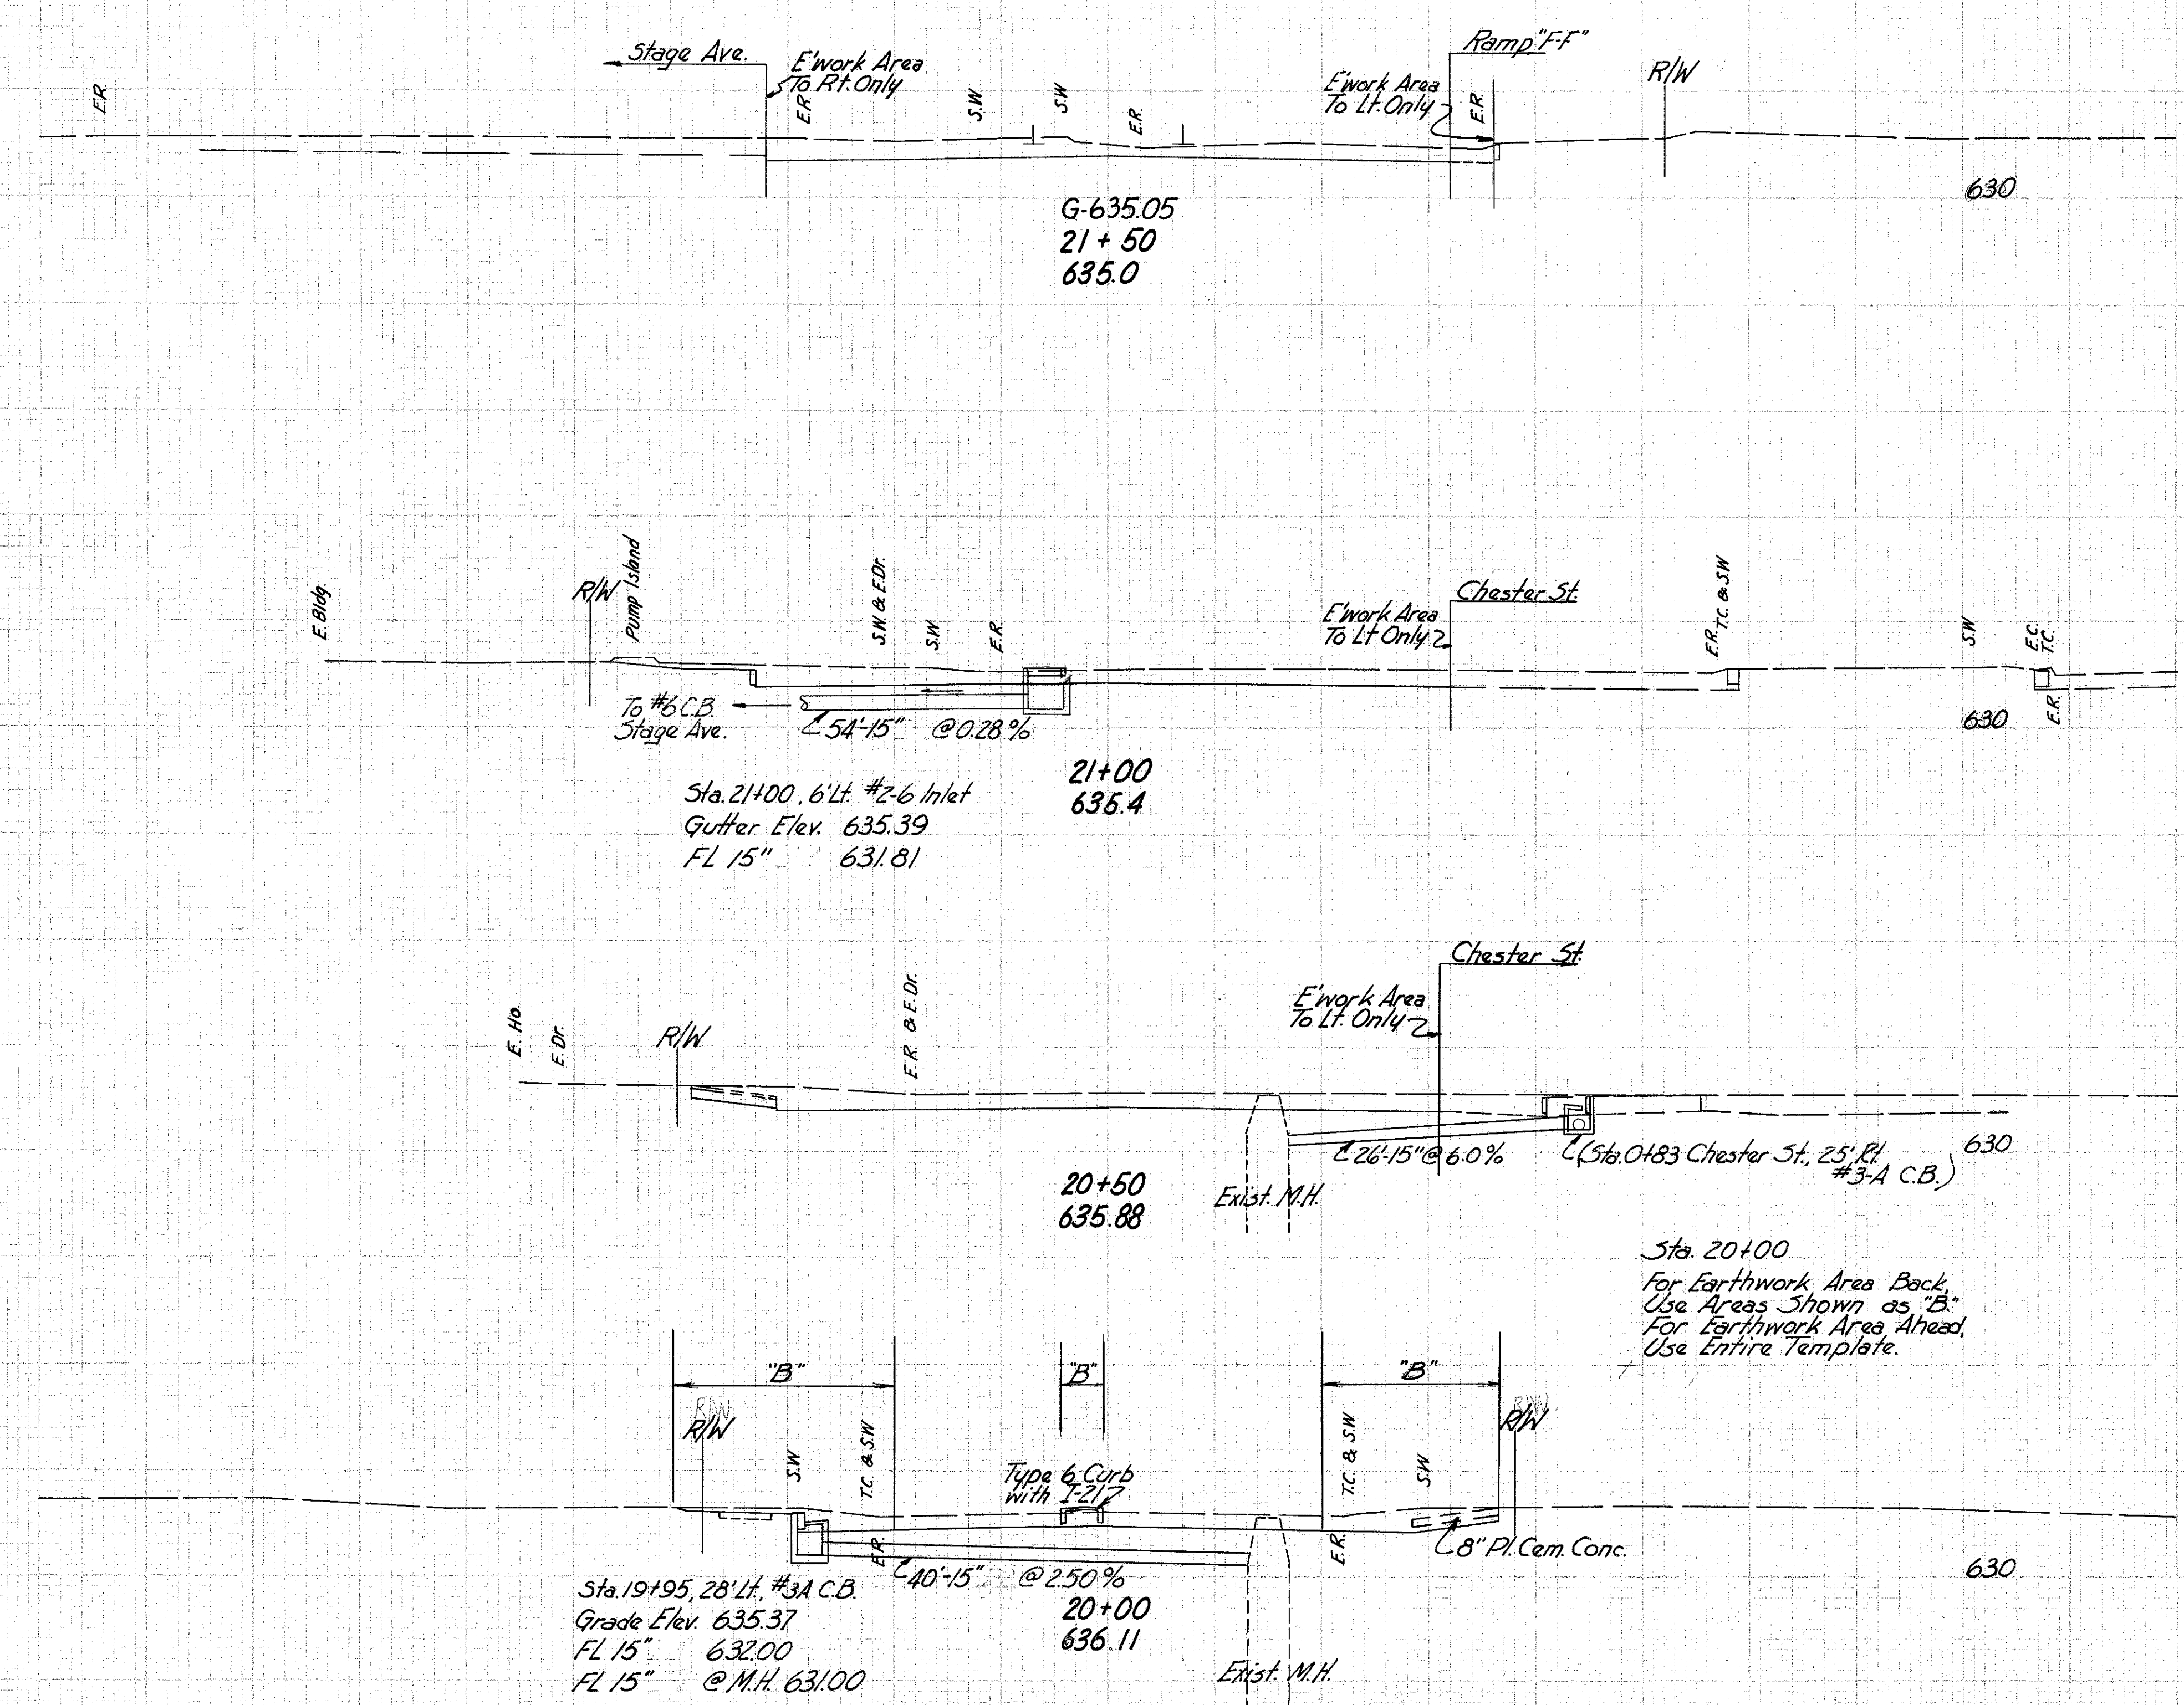 Stage Ave.
E'work Area
To Rt. Only
Ramp "F-F"
E'work Area
To Lt. Only
R/W
E.R.
E.R.
S.W
S.W
E.R.
E.R.
630
G-635.05
21 + 50
635.0
E. Bldg.
R/W
Pump Island
S.W. & E.Dr.
S.W
E.R.
E'work Area
To Lt Only
Chester St.
E.R.
T.C. & S.W
S.W
E.C.
T.C.
E.R.
To #6 C.B.
Stage Ave.
54'-15" @ 0.28 %
630
21+00
635.4
Sta. 21+00, 6' Lt. #2-6 Inlet
Gutter Elev. 635.39
FL 15" 631.81
Chester St.
E'work Area
To Lt. Only
E. Ho.
E. Dr.
R/W
E.R. & E.Dr.
26'-15" @ 6.0 %
(Sta. 0+83 Chester St., 25' Rt.
#3-A C.B.)
630
20+50
635.88
Exist. M.H.
Sta. 20+00
For Earthwork Area Back,
Use Areas Shown as "B."
For Earthwork Area Ahead,
Use Entire Template.
"B"
"B"
"B"
R/W
R/W
R/W
R/W
S.W
T.C. & S.W
Type 6 Curb
with I-21
T.C. & S.W
S.W
E.R.
E.R.
8" Pl. Cem. Conc.
40'-15" @ 2.50 %
630
Sta. 19+95, 28' Lt., #3A C.B.
Grade Elev. 635.37
FL 15" 632.00
FL 15" @ M.H. 631.00
20+00
636.11
Exist. M.H.